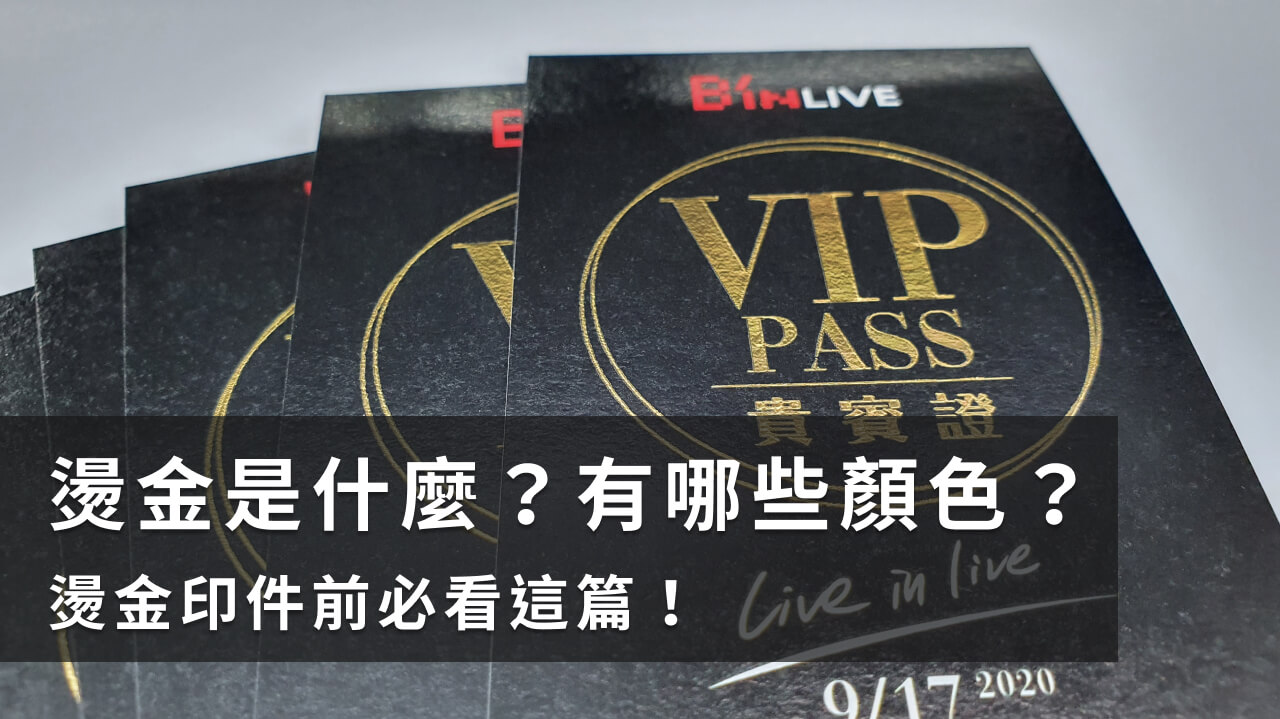 B'IN LIVE
VIP
PASS
貴賓證
燙金是什麼？有哪些顏色？
燙金印件前必看這篇！
Live in live
9/17 2020